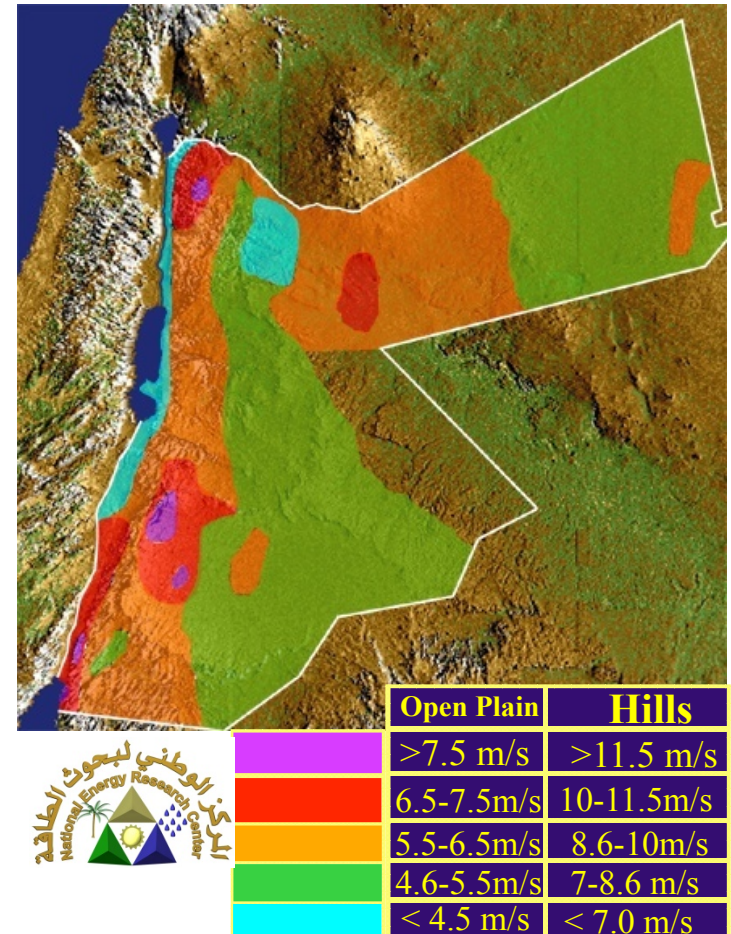 Open Plain Hills
>7.5 m/s >11.5 m/s
6.5-7.5m/s 10-11.5m/s
5.5-6.5m/s 8.6-10m/s
4.6-5.5m/s 7-8.6 m/s
< 4.5 m/s < 7.0 m/s
المركز الوطني لبحوث الطاقة
National Energy Research Center